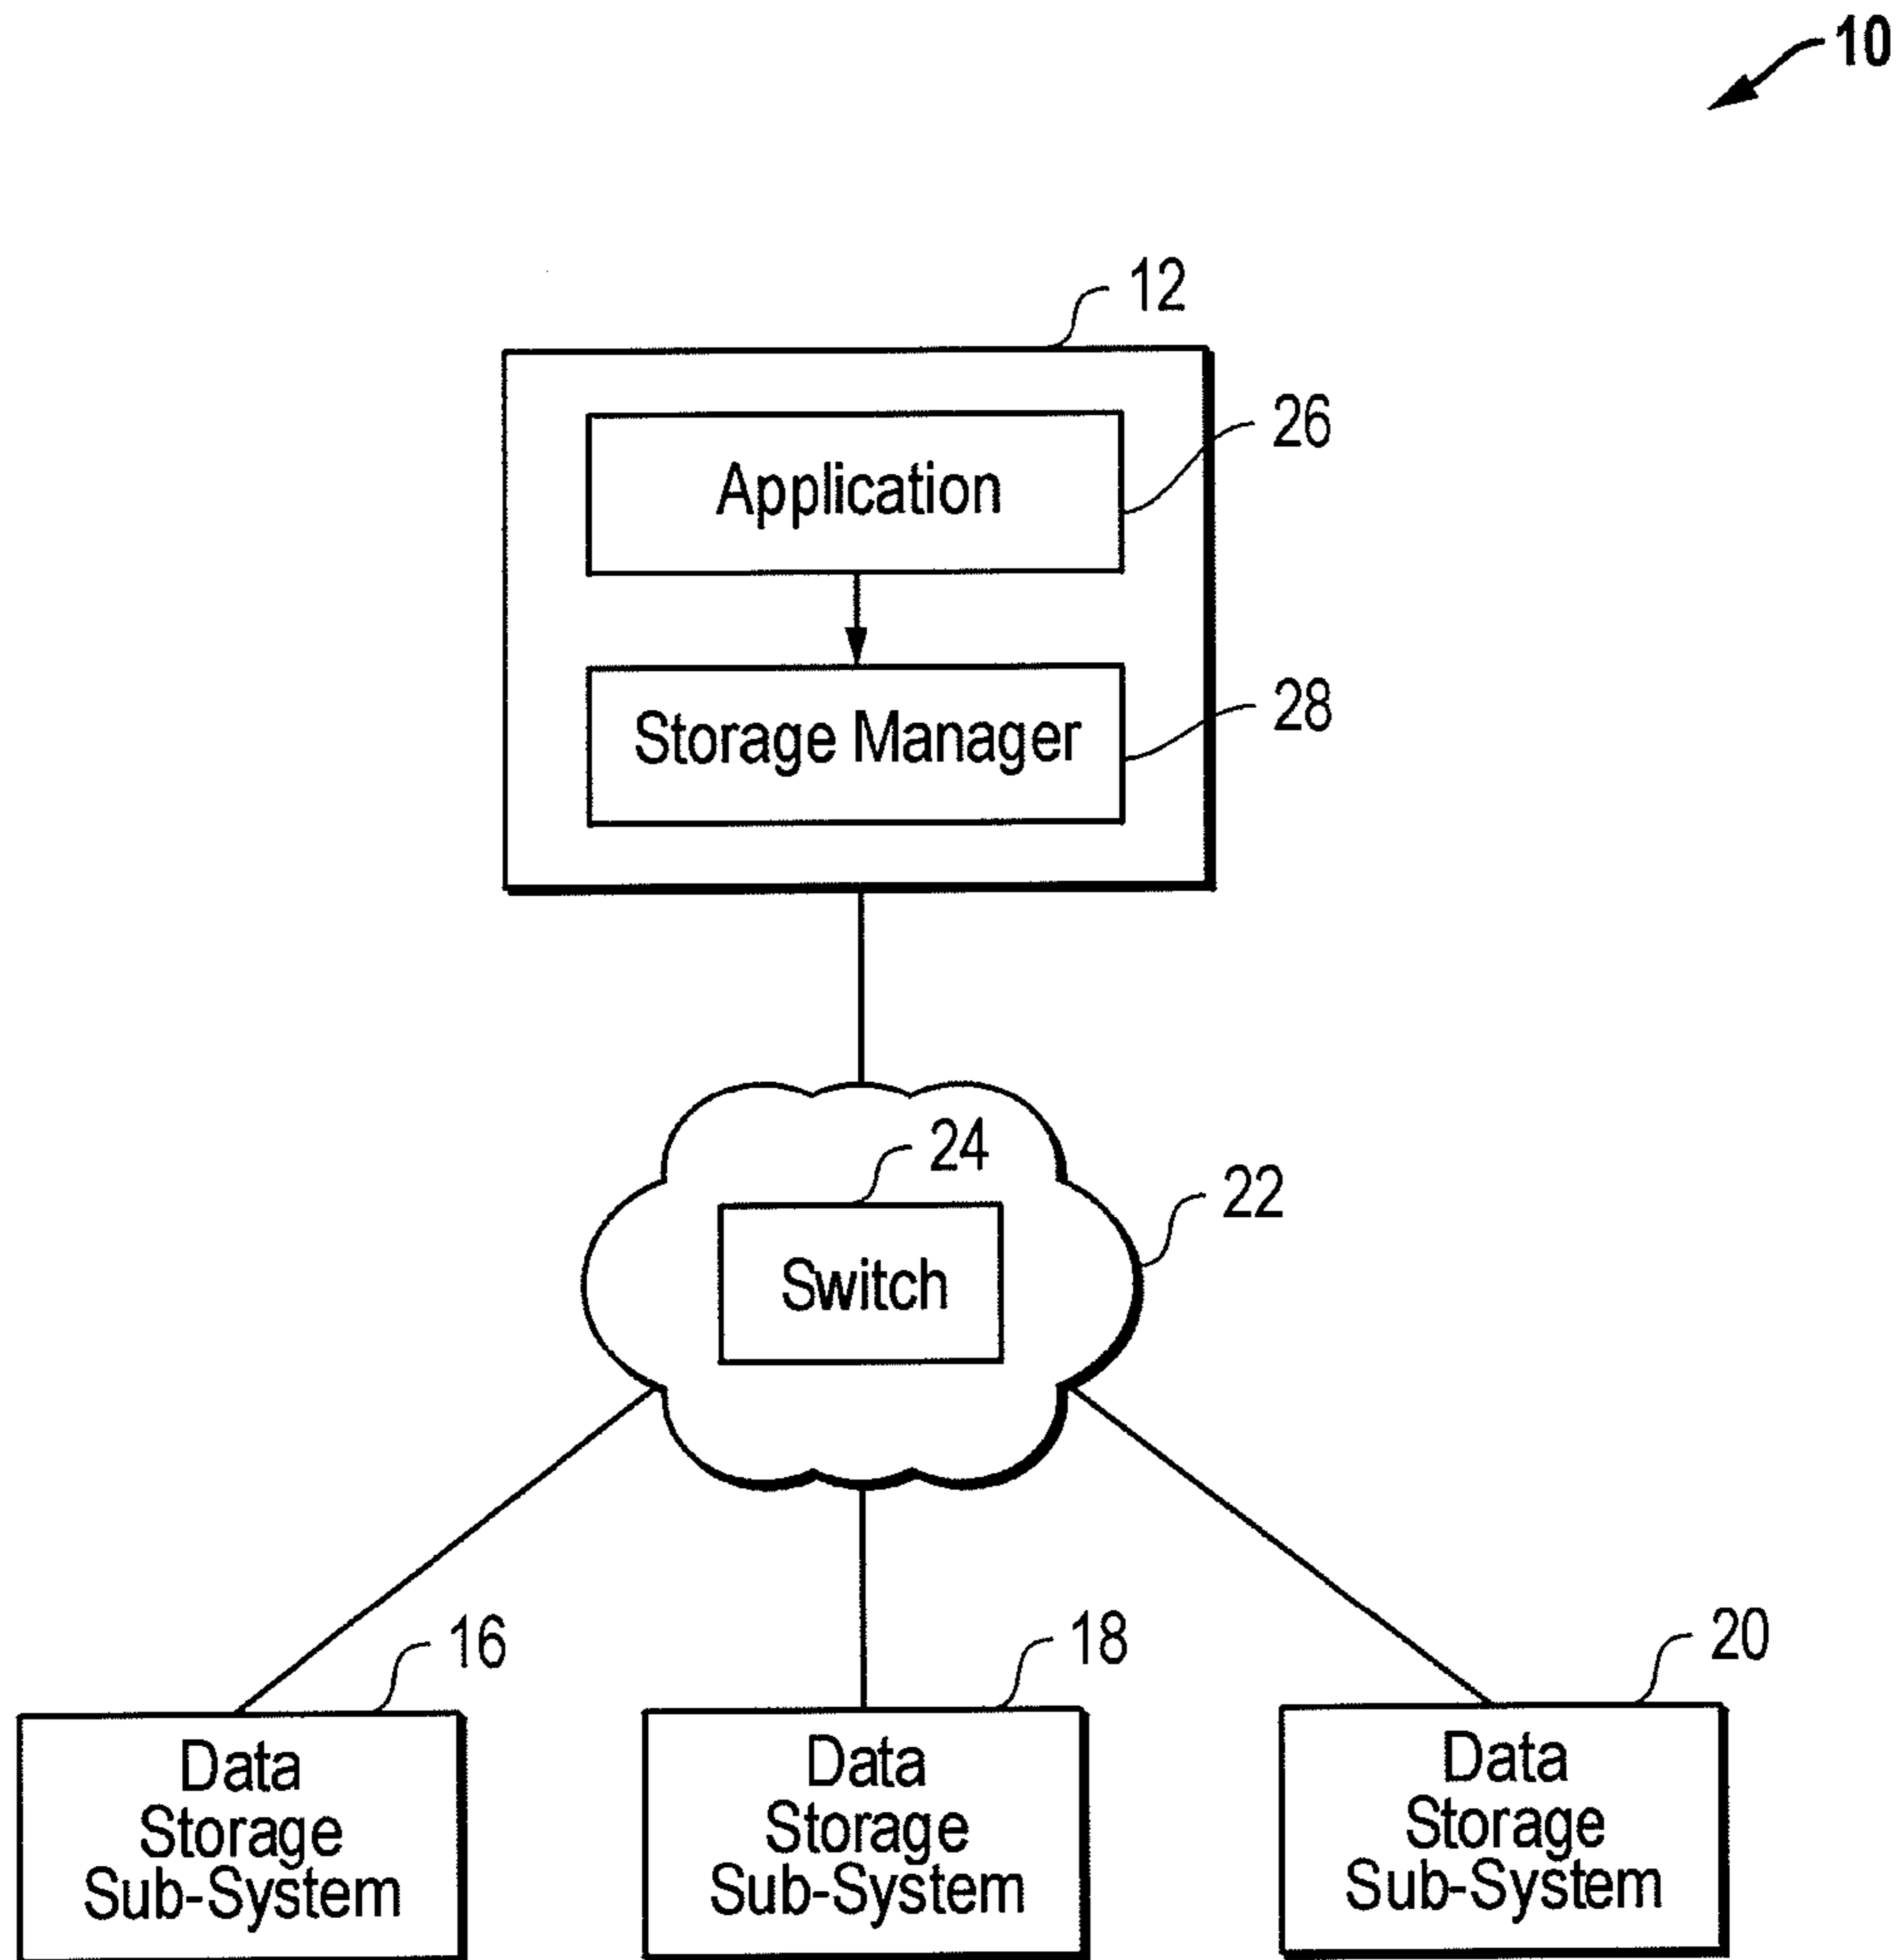 10
12
Application
26
Storage Manager
28
24
Switch
22
16
18
20
Data
Storage
Sub-System
Data
Storage
Sub-System
Data
Storage
Sub-System